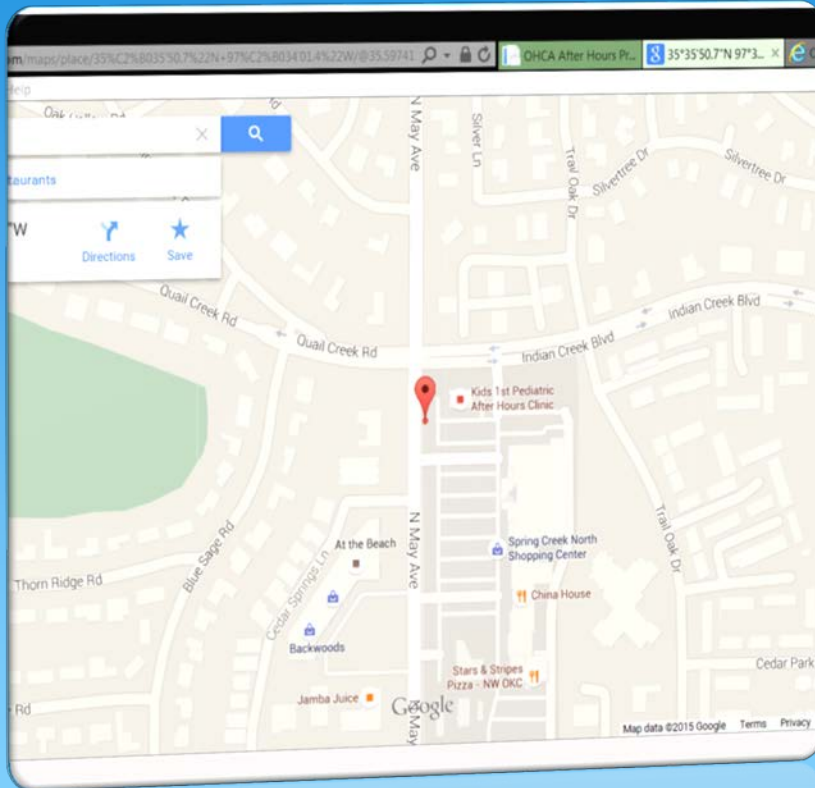 m/maps/place/35%C2%B035'50.7%22N+97%C2%B034'01.4%22W/@35.59741
OHCA After Hours Pr...
35°35'50.7"N 97°3...
Help
Rd
N May Ave
Silver Ln
Trail Oak Dr
Silvertree Dr
Silvertree Dr
taurants
"W
Directions
Save
Quail Creek Rd
Quail Creek Rd
Indian Creek Blvd
Indian Creek Blvd
Kids 1st Pediatric
After Hours Clinic
N May Ave
At the Beach
Spring Creek North
Shopping Center
Trail Oak Dr
Blue Sage Rd
Thorn Ridge Rd
Cedar Springs Ln
China House
Backwoods
Stars & Stripes
Pizza - NW OKC
Cedar Park
Jamba Juice
Rd
Google
N May
Map data ©2015 Google
Terms
Privacy